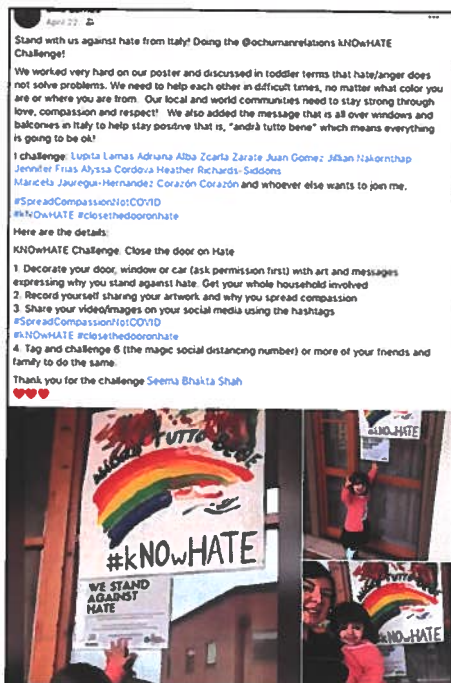 April 22
Stand with us against hate from Italy! Doing the @ochumanrelations kNOwHATE
Challenge!
We worked very hard on our poster and discussed in toddler terms that hate/anger does
not solve problems. We need to help each other in difficult times, no matter what color you
are or where you are from. Our local and world communities need to stay strong through
love, compassion and respect! We also added the message that is all over windows and
balconies in Italy to help stay positive that is, "andrà tutto bene" which means everything
is going to be ok!
I challenge: Lupita Lamas Adriana Alba Zcarla Zarate Juan Gomez Jillian Nakornthap
Jennifer Frias Alyssa Cordova Heather Richards-Siddons
Maricela Jauregui-Hernandez Corazón Corazón and whoever else wants to join me.
#SpreadCompassionNotCOVID
#kNOwHATE #closethedooronhate
Here are the details:
KNOwHATE Challenge: Close the door on Hate
1. Decorate your door, window or car (ask permission first) with art and messages
expressing why you stand against hate. Get your whole household involved
2. Record yourself sharing your artwork and why you spread compassion
3. Share your video/images on your social media using the hashtags
#SpreadCompassionNotCOVID
#kNOwHATE #closethedooronhate
4. Tag and challenge 6 (the magic social distancing number) or more of your friends and
family to do the same.
Thank you for the challenge Seema Bhakta Shah
TUTTO
#kNOwHATE
WE STAND
AGAINST
HATE
#kNOwHATE
TUTTO
#kNOwHATE